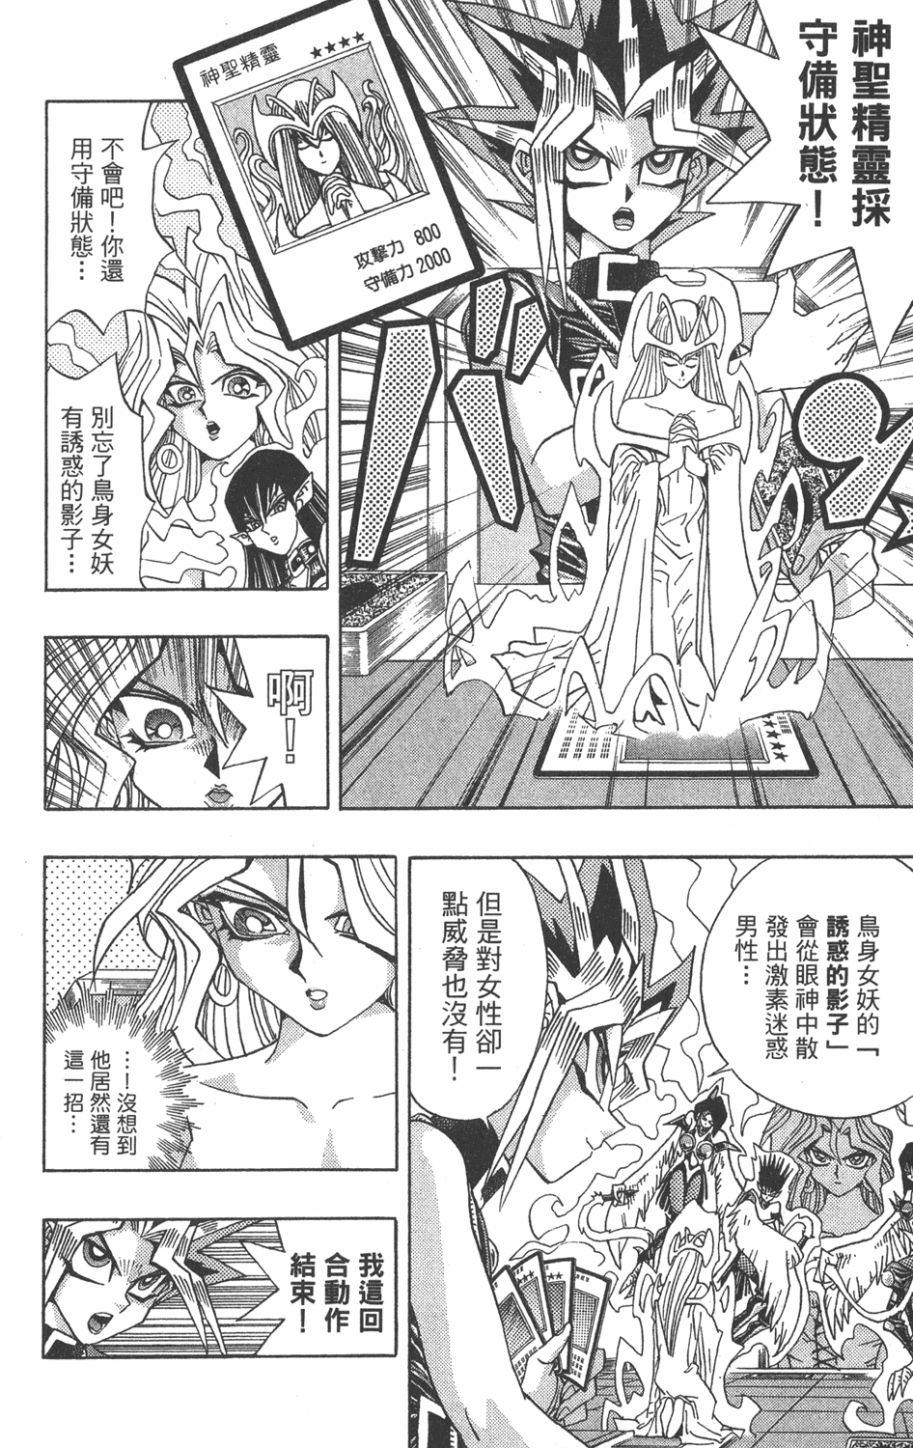 神聖精靈採
守備狀態！
神聖精靈
攻擊力 800
守備力 2000
不會吧！你還
用守備狀態…
別忘了鳥身女妖
有誘惑的影子…
啊！
鳥身女妖的「
誘惑的影子」
會從眼神中散
發出激素迷惑
男性…
但是對女性卻一
點威脅也沒有！
…！沒想到
他居然還有
這一招…
我這回
合動作
結束！